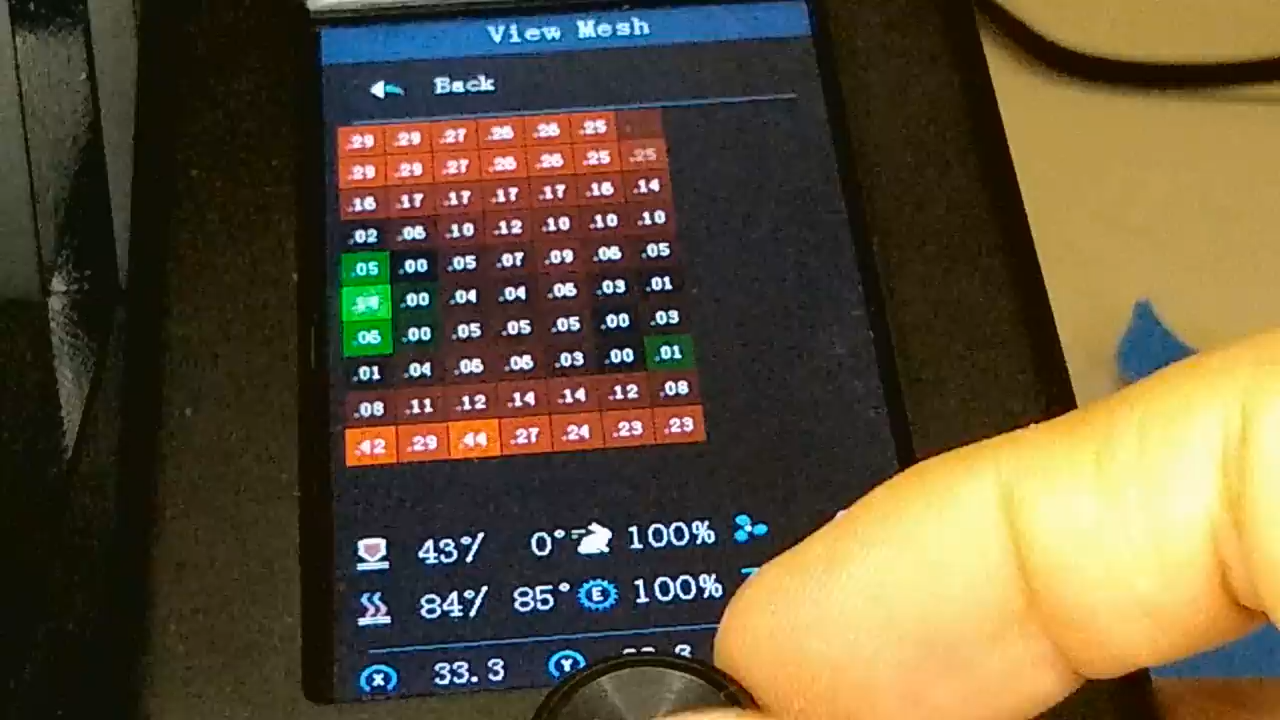 View Mesh
Back
.29 .29 .27 .26 .26 .25
.29 .29 .27 .26 .26 .25 .25
.16 .17 .17 .17 .17 .16 .14
.02 .06 .10 .12 .10 .10 .10
.05 .00 .05 .07 .09 .06 .05
.00 .04 .04 .06 .03 .01
.06 .00 .05 .05 .05 .00 .03
.01 .04 .06 .06 .03 .00 .01
.08 .11 .12 .14 .14 .12 .08
.42 .29 .44 .27 .24 .23 .23
43°/ 0° 100%
84°/ 85° E 100%
X 33.3 Y